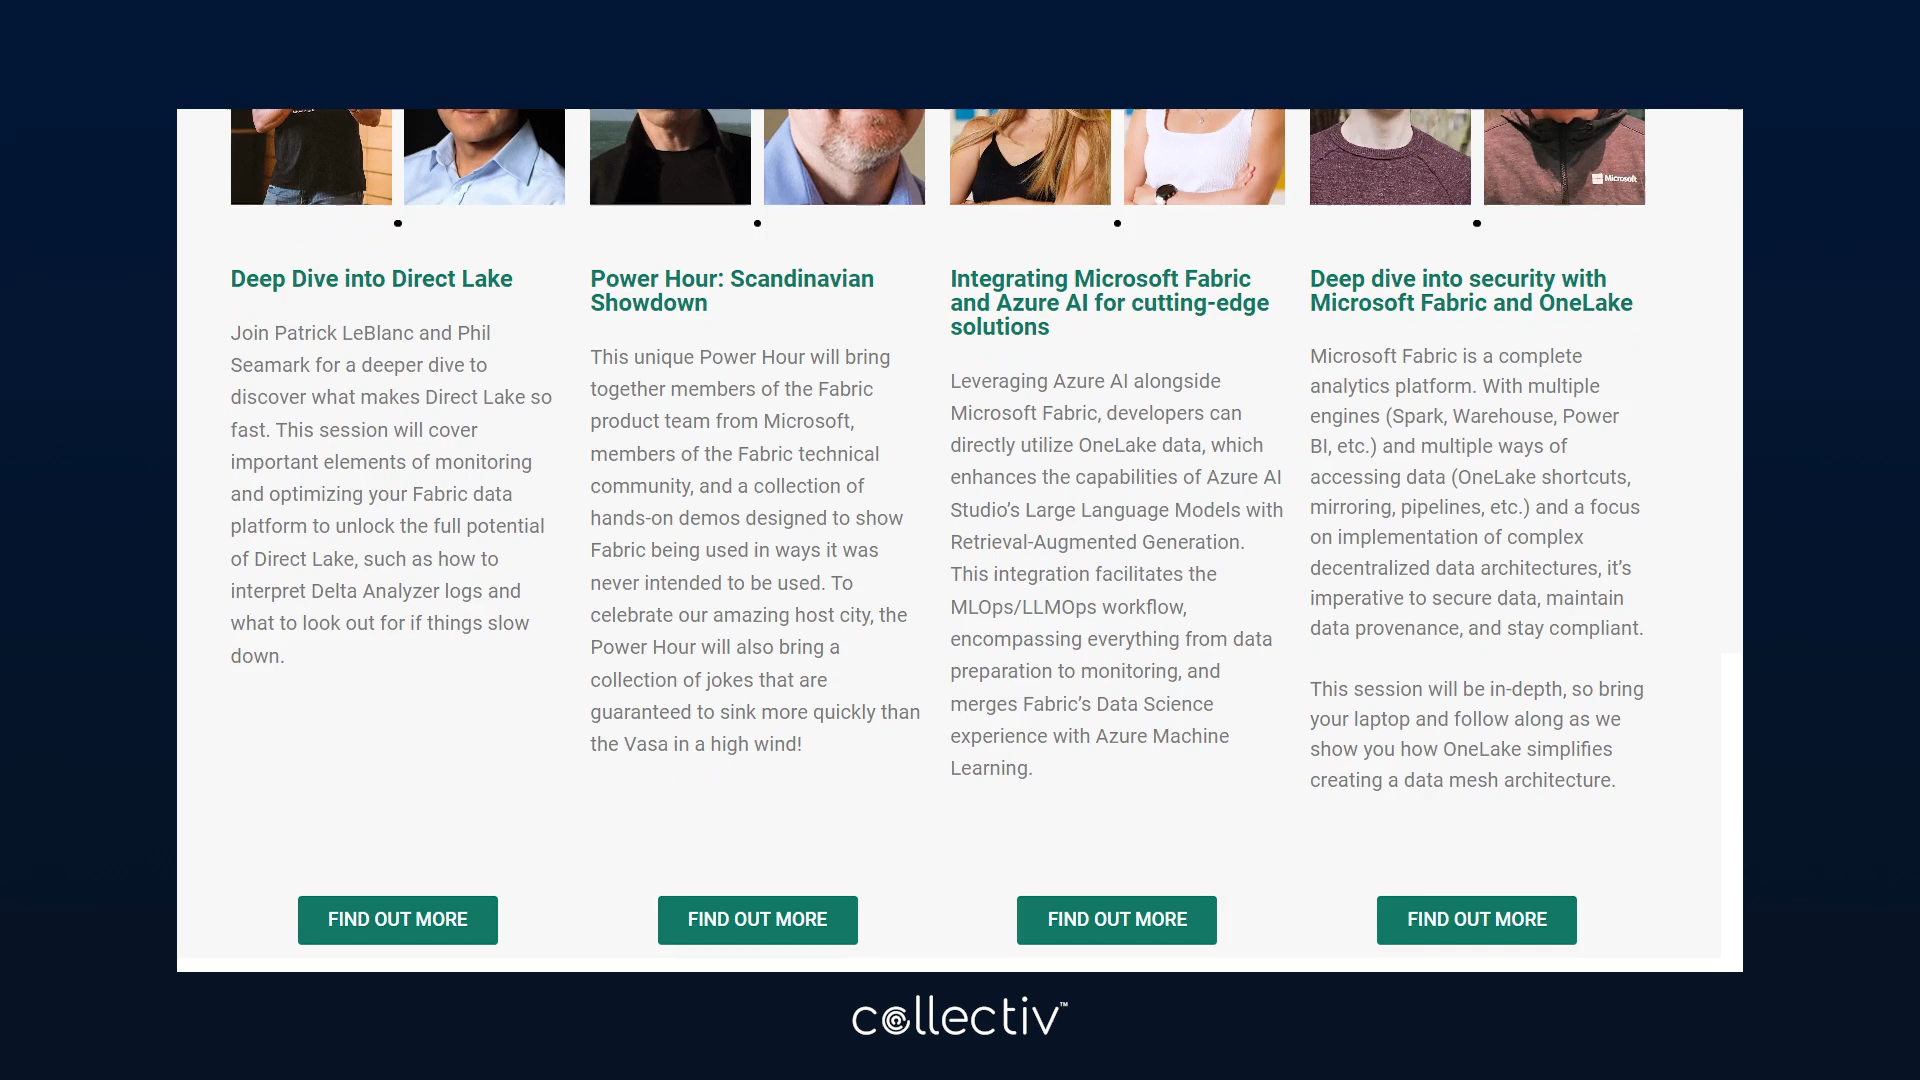 Microsoft
Deep Dive into Direct Lake
Join Patrick LeBlanc and Phil
Seamark for a deeper dive to
discover what makes Direct Lake so
fast. This session will cover
important elements of monitoring
and optimizing your Fabric data
platform to unlock the full potential
of Direct Lake, such as how to
interpret Delta Analyzer logs and
what to look out for if things slow
down.
FIND OUT MORE
Power Hour: Scandinavian
Showdown
This unique Power Hour will bring
together members of the Fabric
product team from Microsoft,
members of the Fabric technical
community, and a collection of
hands-on demos designed to show
Fabric being used in ways it was
never intended to be used. To
celebrate our amazing host city, the
Power Hour will also bring a
collection of jokes that are
guaranteed to sink more quickly than
the Vasa in a high wind!
FIND OUT MORE
Integrating Microsoft Fabric
and Azure AI for cutting-edge
solutions
Leveraging Azure AI alongside
Microsoft Fabric, developers can
directly utilize OneLake data, which
enhances the capabilities of Azure AI
Studio’s Large Language Models with
Retrieval-Augmented Generation.
This integration facilitates the
MLOps/LLMOps workflow,
encompassing everything from data
preparation to monitoring, and
merges Fabric’s Data Science
experience with Azure Machine
Learning.
FIND OUT MORE
Deep dive into security with
Microsoft Fabric and OneLake
Microsoft Fabric is a complete
analytics platform. With multiple
engines (Spark, Warehouse, Power
BI, etc.) and multiple ways of
accessing data (OneLake shortcuts,
mirroring, pipelines, etc.) and a focus
on implementation of complex
decentralized data architectures, it’s
imperative to secure data, maintain
data provenance, and stay compliant.
This session will be in-depth, so bring
your laptop and follow along as we
show you how OneLake simplifies
creating a data mesh architecture.
FIND OUT MORE
collectiv™